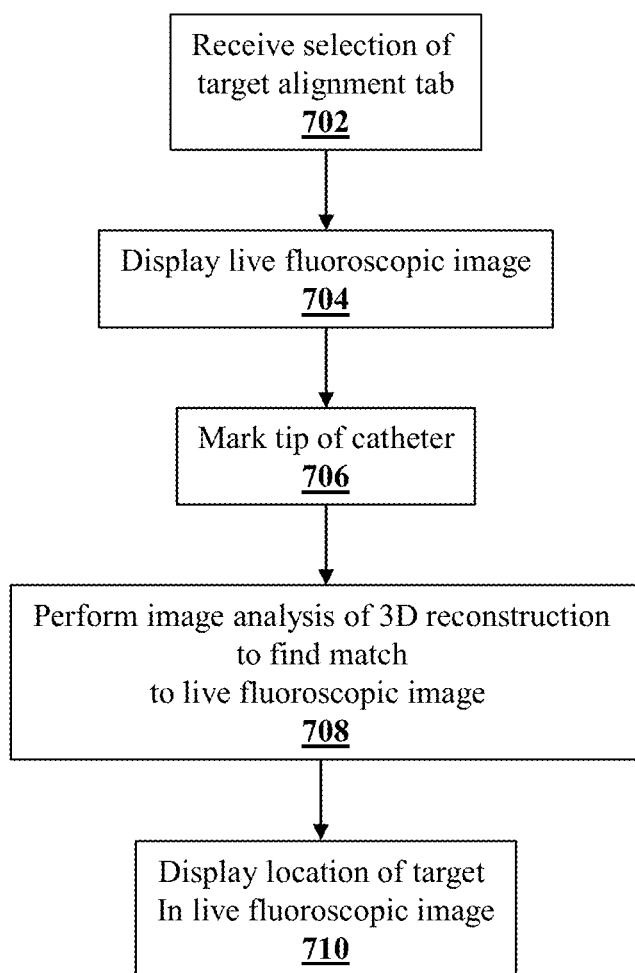 Receive selection of
target alignment tab
702
Display live fluoroscopic image
704
Mark tip of catheter
706
Perform image analysis of 3D reconstruction
to find match
to live fluoroscopic image
708
Display location of target
In live fluoroscopic image
710